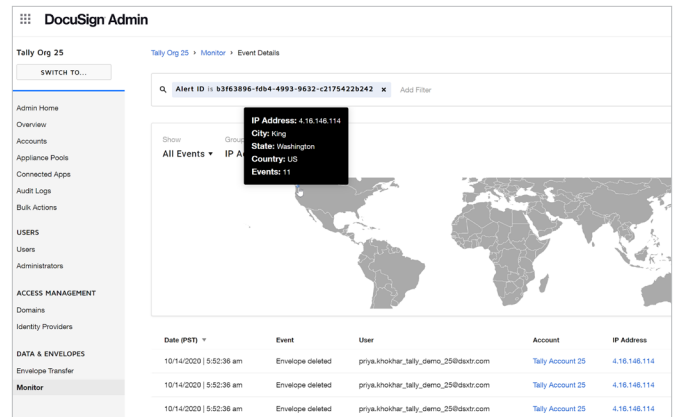 DocuSign Admin
Tally Org 25
SWITCH TO...
Admin Home
Overview
Accounts
Appliance Pools
Connected Apps
Audit Logs
Bulk Actions
USERS
Users
Administrators
ACCESS MANAGEMENT
Domains
Identity Providers
DATA & ENVELOPES
Envelope Transfer
Monitor
Tally Org 25 > Monitor > Event Details
Alert ID is b3f63896-fdb4-4993-9632-c2175422b242 x Add Filter
IP Address: 4.16.146.114
City: King
State: Washington
Country: US
Events: 11
Show Group
All Events IP A
Date (PST) Event User Account IP Address
10/14/2020 | 5:52:36 am Envelope deleted priya.khokhar_tally_demo_25@dsxtr.com Tally Account 25 4.16.146.114
10/14/2020 | 5:52:36 am Envelope deleted priya.khokhar_tally_demo_25@dsxtr.com Tally Account 25 4.16.146.114
10/14/2020 | 5:52:36 am Envelope deleted priya.khokhar_tally_demo_25@dsxtr.com Tally Account 25 4.16.146.114